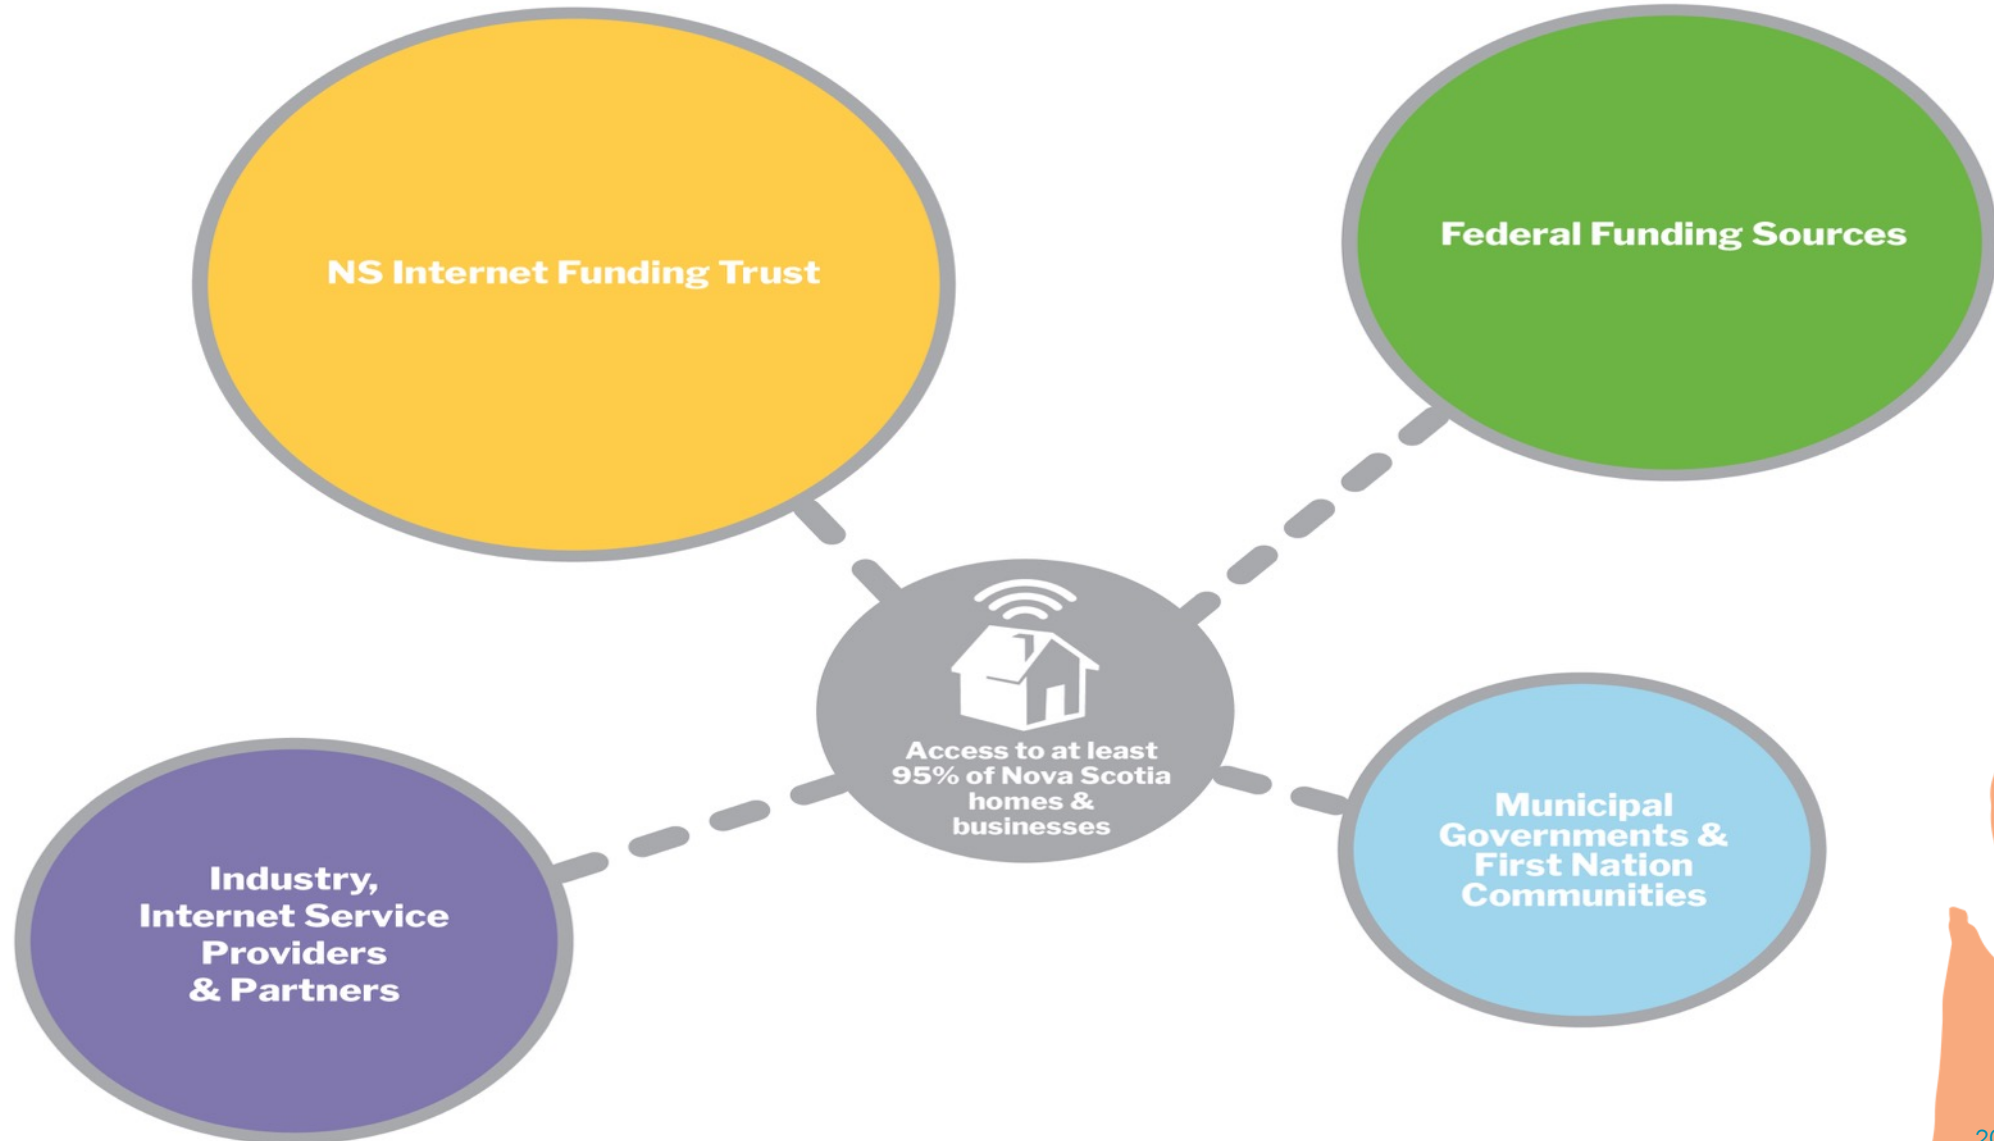 NS Internet Funding Trust
Federal Funding Sources
Access to at least
95% of Nova Scotia
homes &
businesses
Municipal
Governments &
First Nation
Communities
Industry,
Internet Service
Providers
& Partners